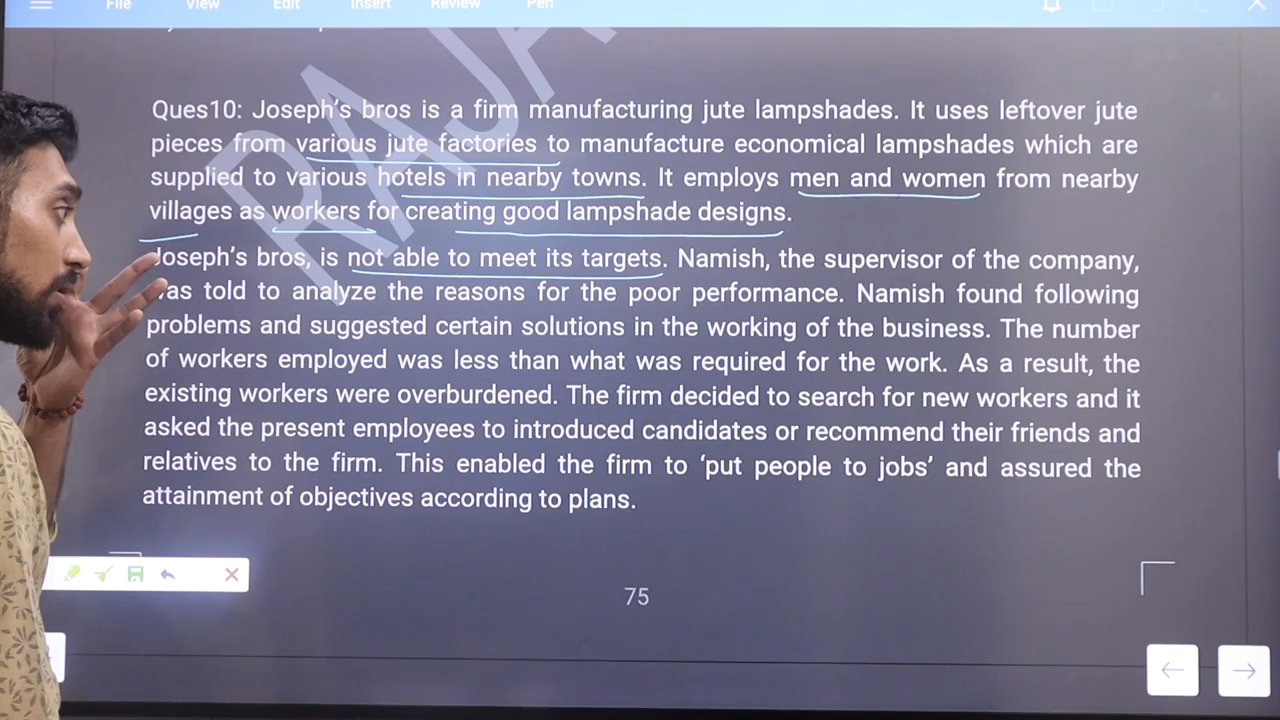 File View Edit Insert Review Pen
Ques10: Joseph's bros is a firm manufacturing jute lampshades. It uses leftover jute
pieces from various jute factories to manufacture economical lampshades which are
supplied to various hotels in nearby towns. It employs men and women from nearby
villages as workers for creating good lampshade designs.
Joseph's bros, is not able to meet its targets. Namish, the supervisor of the company,
was told to analyze the reasons for the poor performance. Namish found following
problems and suggested certain solutions in the working of the business. The number
of workers employed was less than what was required for the work. As a result, the
existing workers were overburdened. The firm decided to search for new workers and it
asked the present employees to introduced candidates or recommend their friends and
relatives to the firm. This enabled the firm to 'put people to jobs' and assured the
attainment of objectives according to plans.
75
RAJA